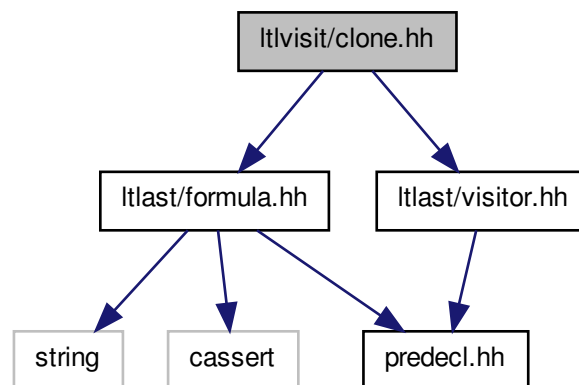 ltlvisit/clone.hh
ltlast/formula.hh
ltlast/visitor.hh
string
cassert
predecl.hh